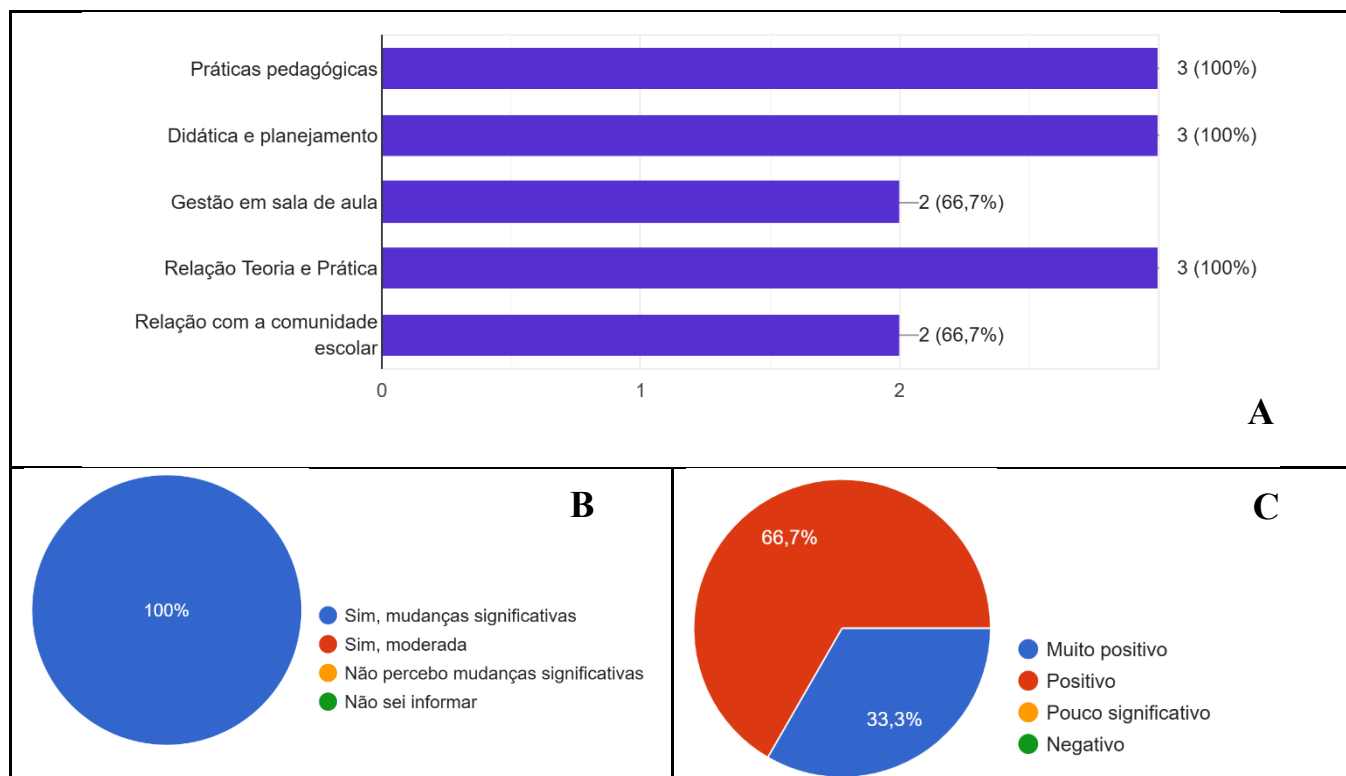 Práticas pedagógicas
3 (100%)
Didática e planejamento
3 (100%)
Gestão em sala de aula
2 (66,7%)
Relação Teoria e Prática
3 (100%)
Relação com a comunidade
escolar
2 (66,7%)
0
1
2
A
B
100%
Sim, mudanças significativas
Sim, moderada
Não percebo mudanças significativas
Não sei informar
C
66,7%
33,3%
Muito positivo
Positivo
Pouco significativo
Negativo